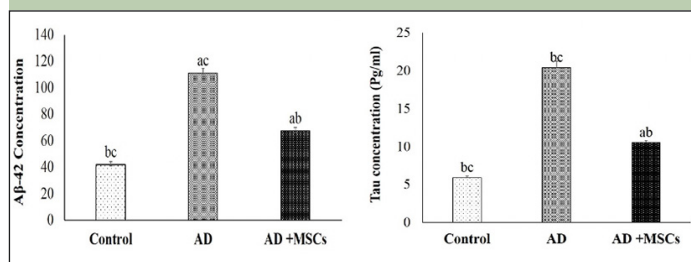 Aβ-42 Concentration
140
120
100
80
60
40
20
0
bc
ac
ab
Control
AD
AD +MSCs
Tau concentration (Pg/ml)
25
20
15
10
5
0
bc
bc
ab
Control
AD
AD +MSCs